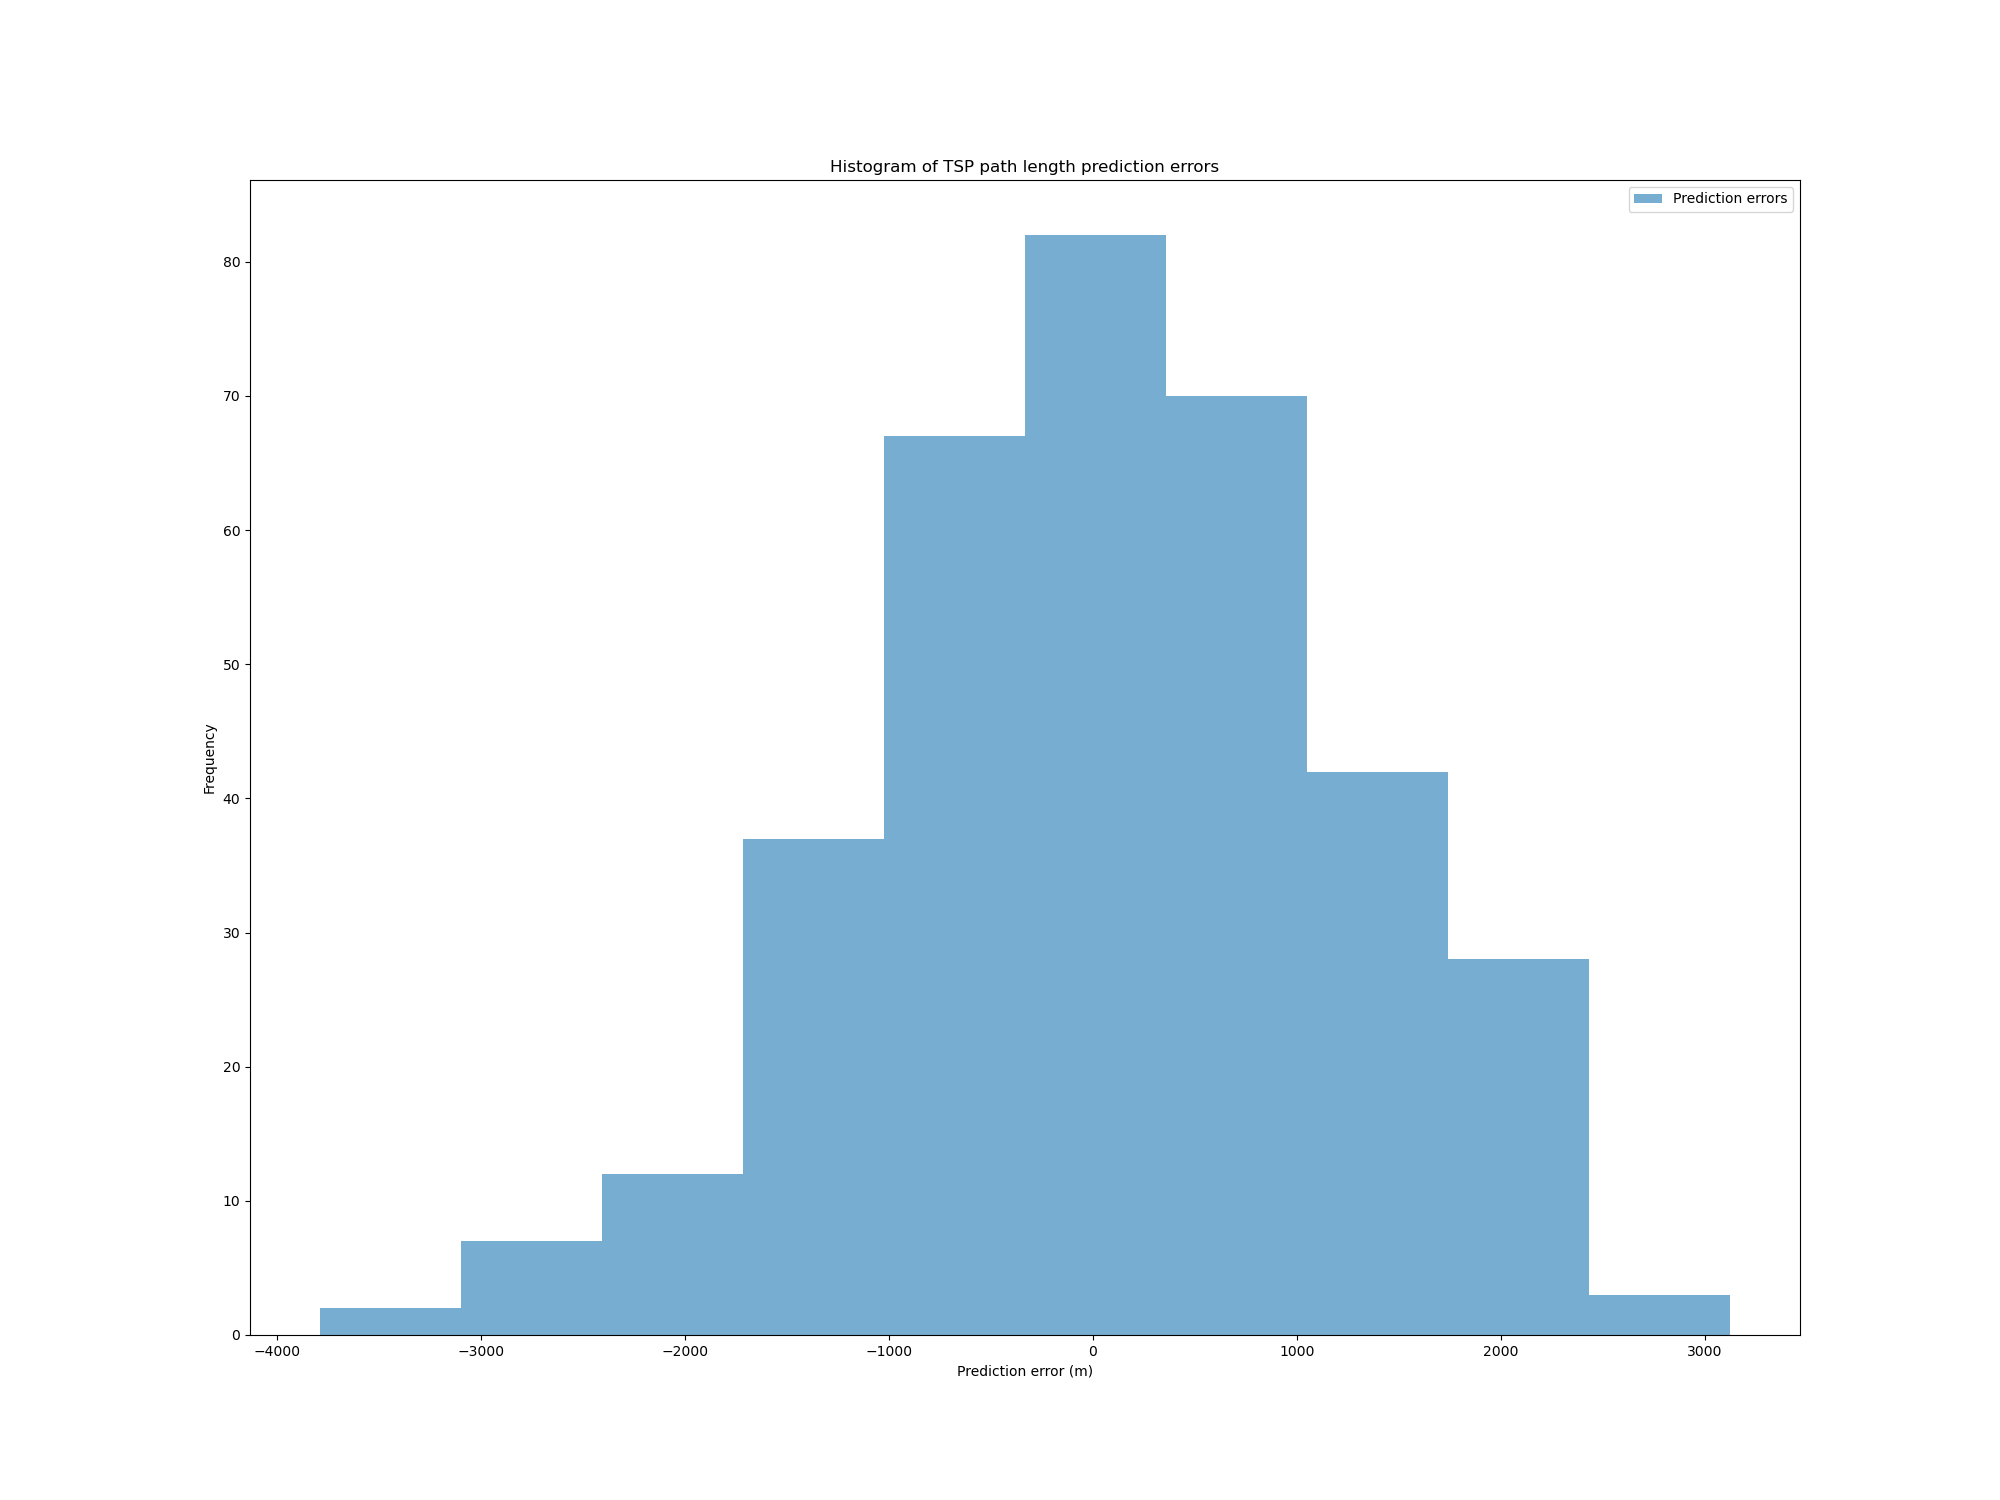 Histogram of TSP path length prediction errors
Prediction errors
80
70
60
50
40
30
20
10
0
Frequency
−4000 −3000 −2000 −1000 0 1000 2000 3000
Prediction error (m)